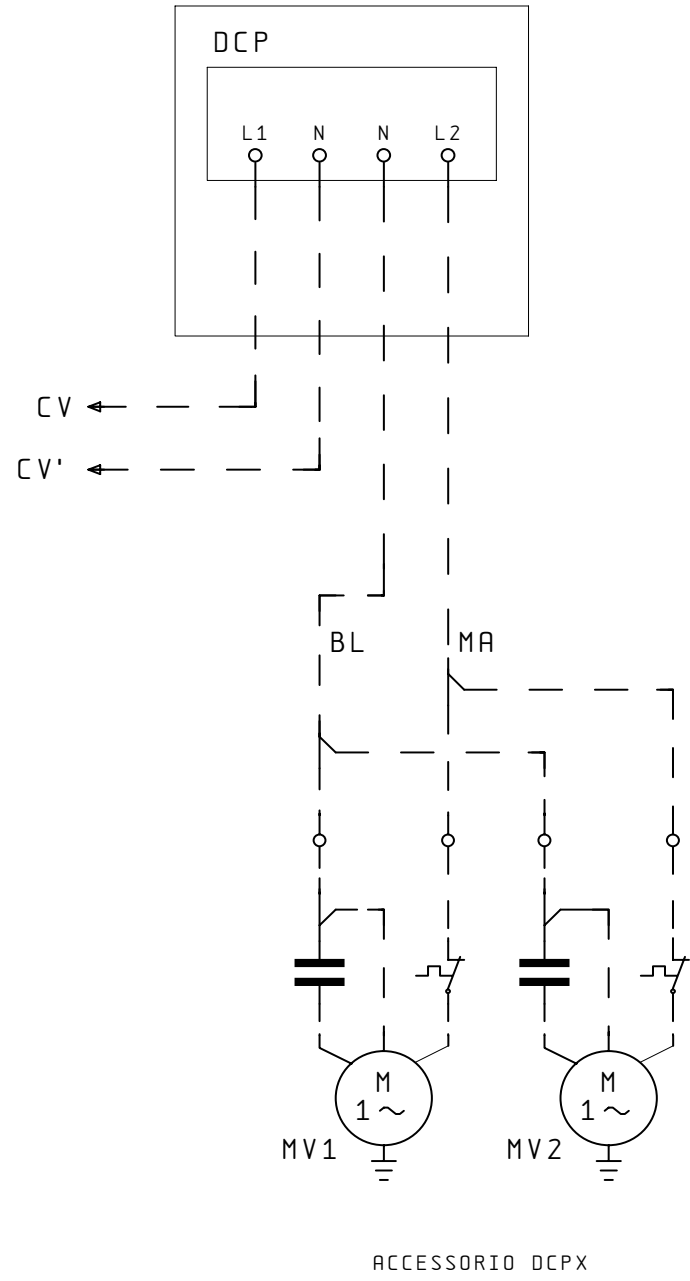 DCP
L1 N N L2
CV
CV'
BL MA
M M
1~ 1~
MV1 MV2
ACCESSORIO DCPX